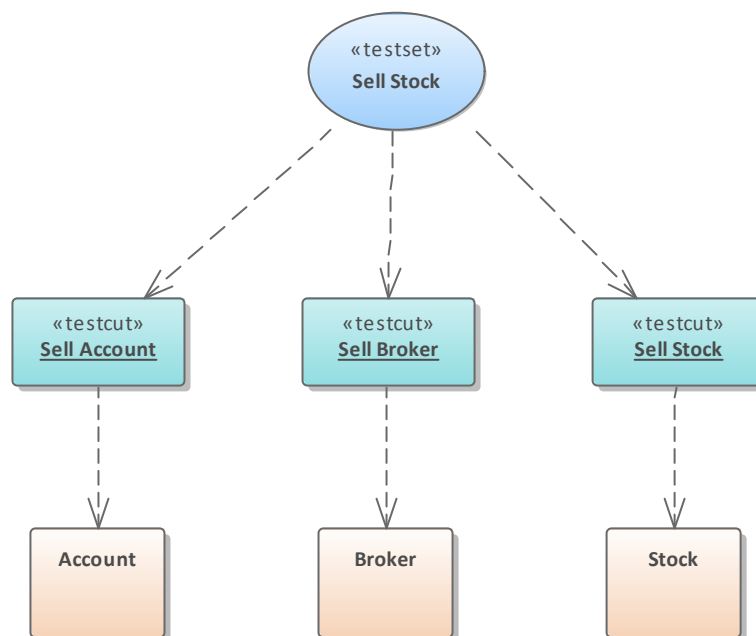 «testset»
Sell Stock
«testcut»
Sell Account
«testcut»
Sell Broker
«testcut»
Sell Stock
Account
Broker
Stock